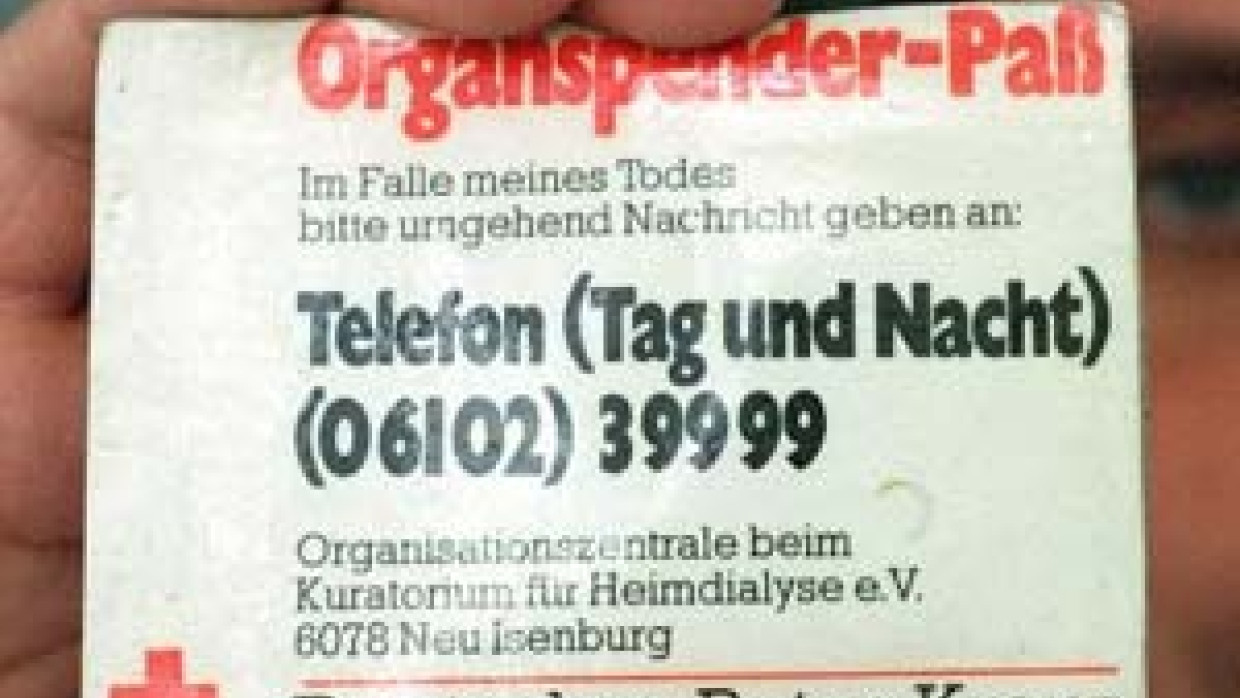 Organspender-Paß
Im Falle meines Todes
bitte umgehend Nachricht geben an:
Telefon (Tag und Nacht)
(06102) 39999
Organisationszentrale beim
Kuratorium für Heimdialyse e.V.
6078 Neu Isenburg